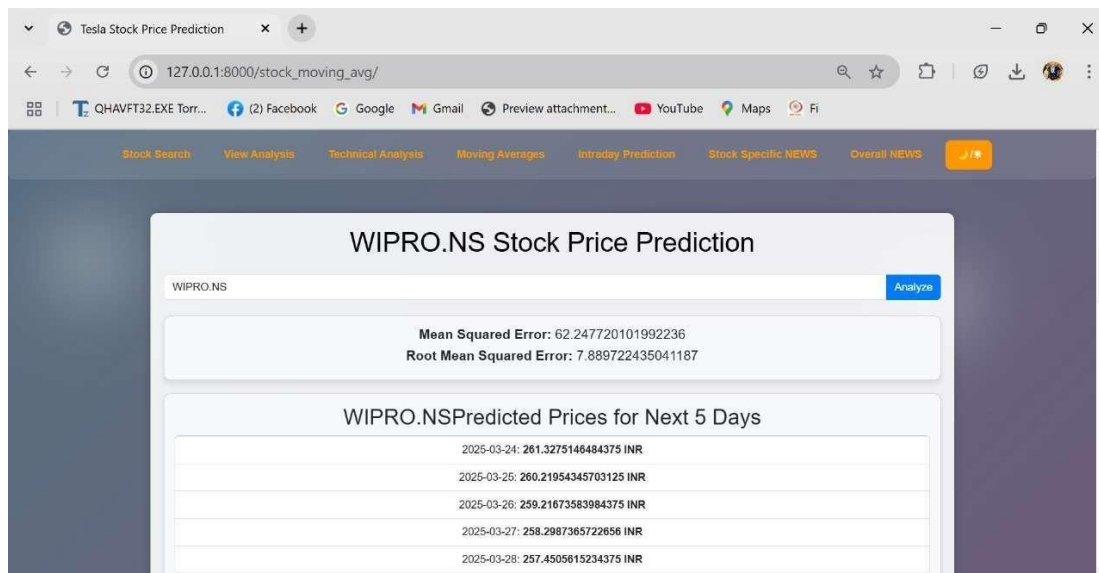 Tesla Stock Price Prediction
127.0.0.1:8000/stock_moving_avg/
QHAVFT32.EXE Torr... (2) Facebook Google Gmail Preview attachment... YouTube Maps Fi
Stock Search View Analysis Technical Analysis Moving Averages Intraday Prediction Stock Specific NEWS Overall NEWS
WIPRO.NS Stock Price Prediction
WIPRO.NS Analyze
Mean Squared Error: 62.247720101992236
Root Mean Squared Error: 7.889722435041187
WIPRO.NSPredicted Prices for Next 5 Days
2025-03-24: 261.3275146484375 INR
2025-03-25: 260.21954345703125 INR
2025-03-26: 259.21673583984375 INR
2025-03-27: 258.2987365722656 INR
2025-03-28: 257.4505615234375 INR